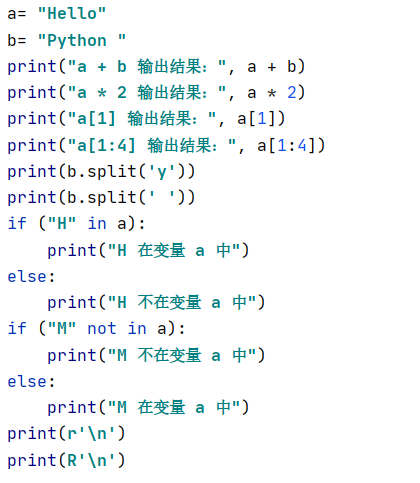 a= "Hello"
b= "Python "
print("a + b 输出结果：", a + b)
print("a * 2 输出结果：", a * 2)
print("a[1] 输出结果：", a[1])
print("a[1:4] 输出结果：", a[1:4])
print(b.split('y'))
print(b.split(' '))
if ("H" in a):
    print("H 在变量 a 中")
else:
    print("H 不在变量 a 中")
if ("M" not in a):
    print("M 不在变量 a 中")
else:
    print("M 在变量 a 中")
print(r'\n')
print(R'\n')